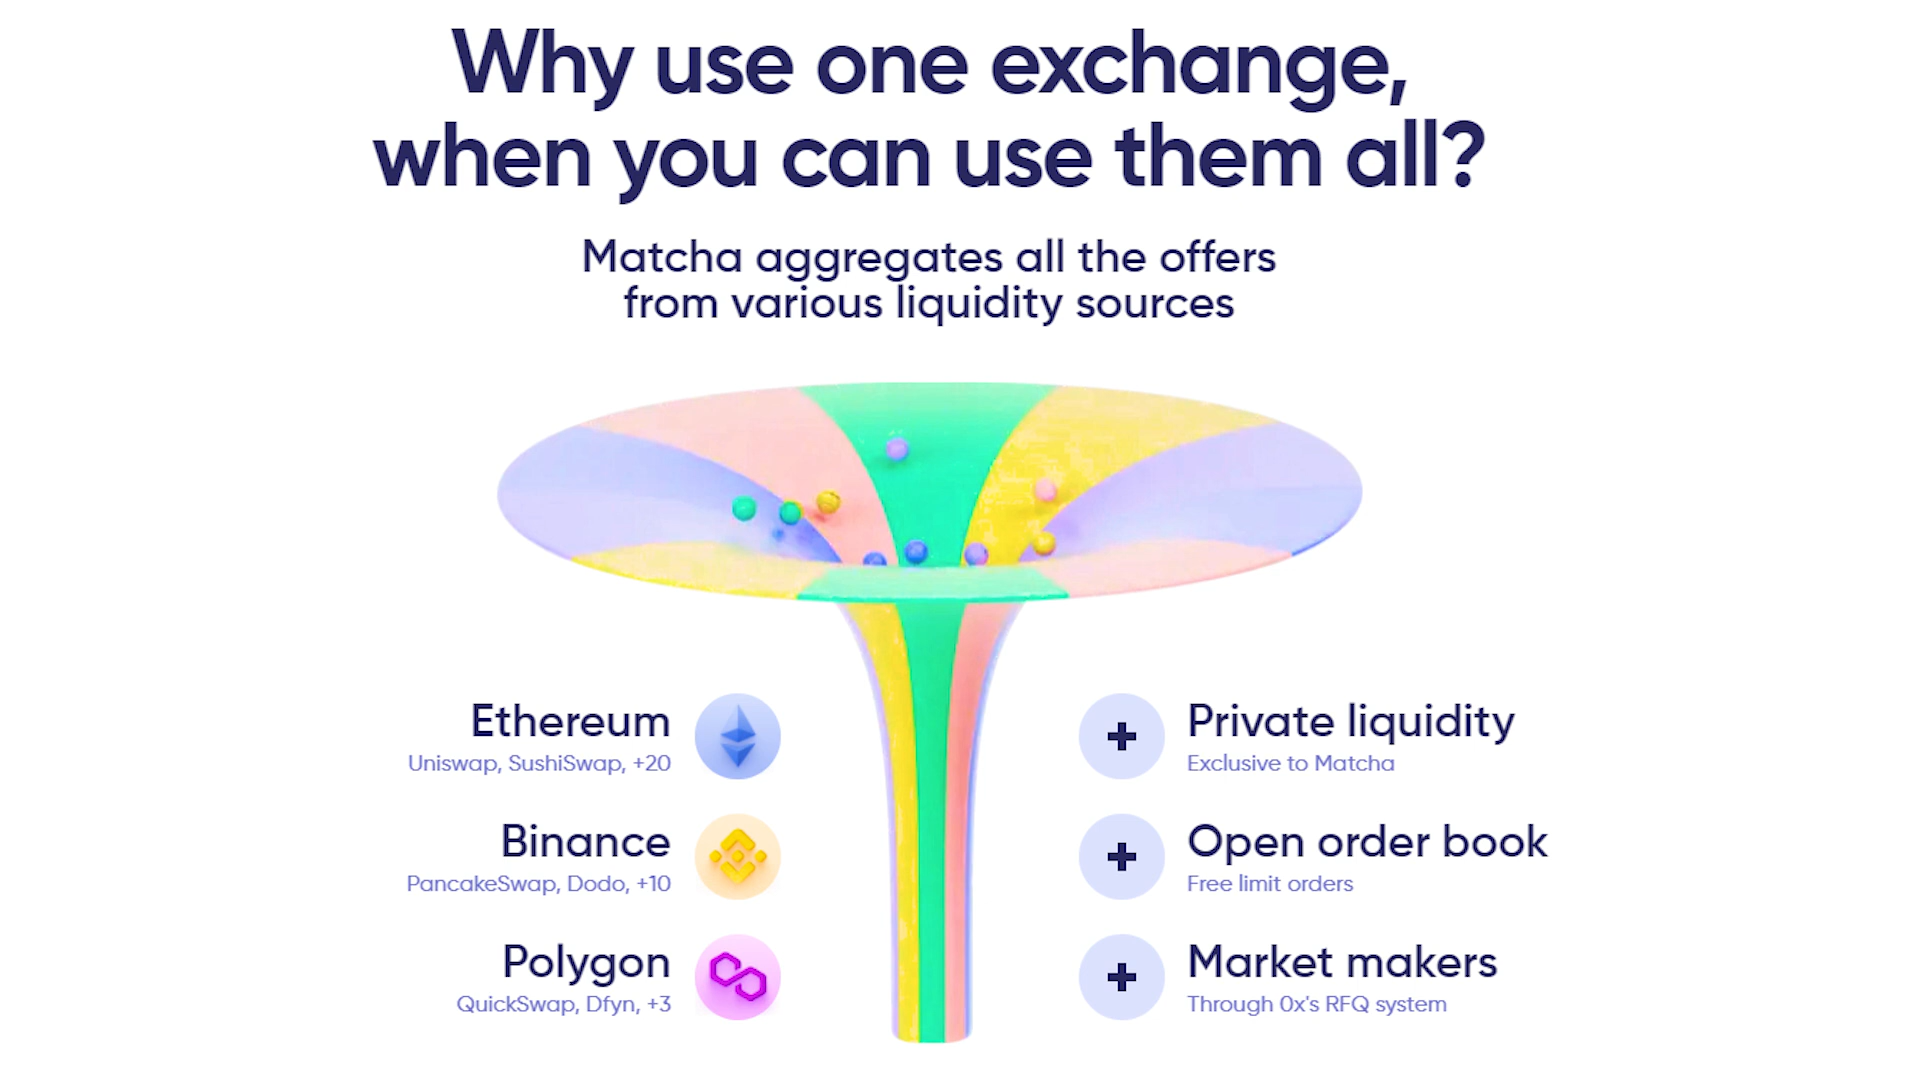 Why use one exchange,
when you can use them all?
Matcha aggregates all the offers
from various liquidity sources
Ethereum
Uniswap, SushiSwap, +20
Binance
PancakeSwap, Dodo, +10
Polygon
QuickSwap, Dfyn, +3
Private liquidity
Exclusive to Matcha
Open order book
Free limit orders
Market makers
Through 0x's RFQ system